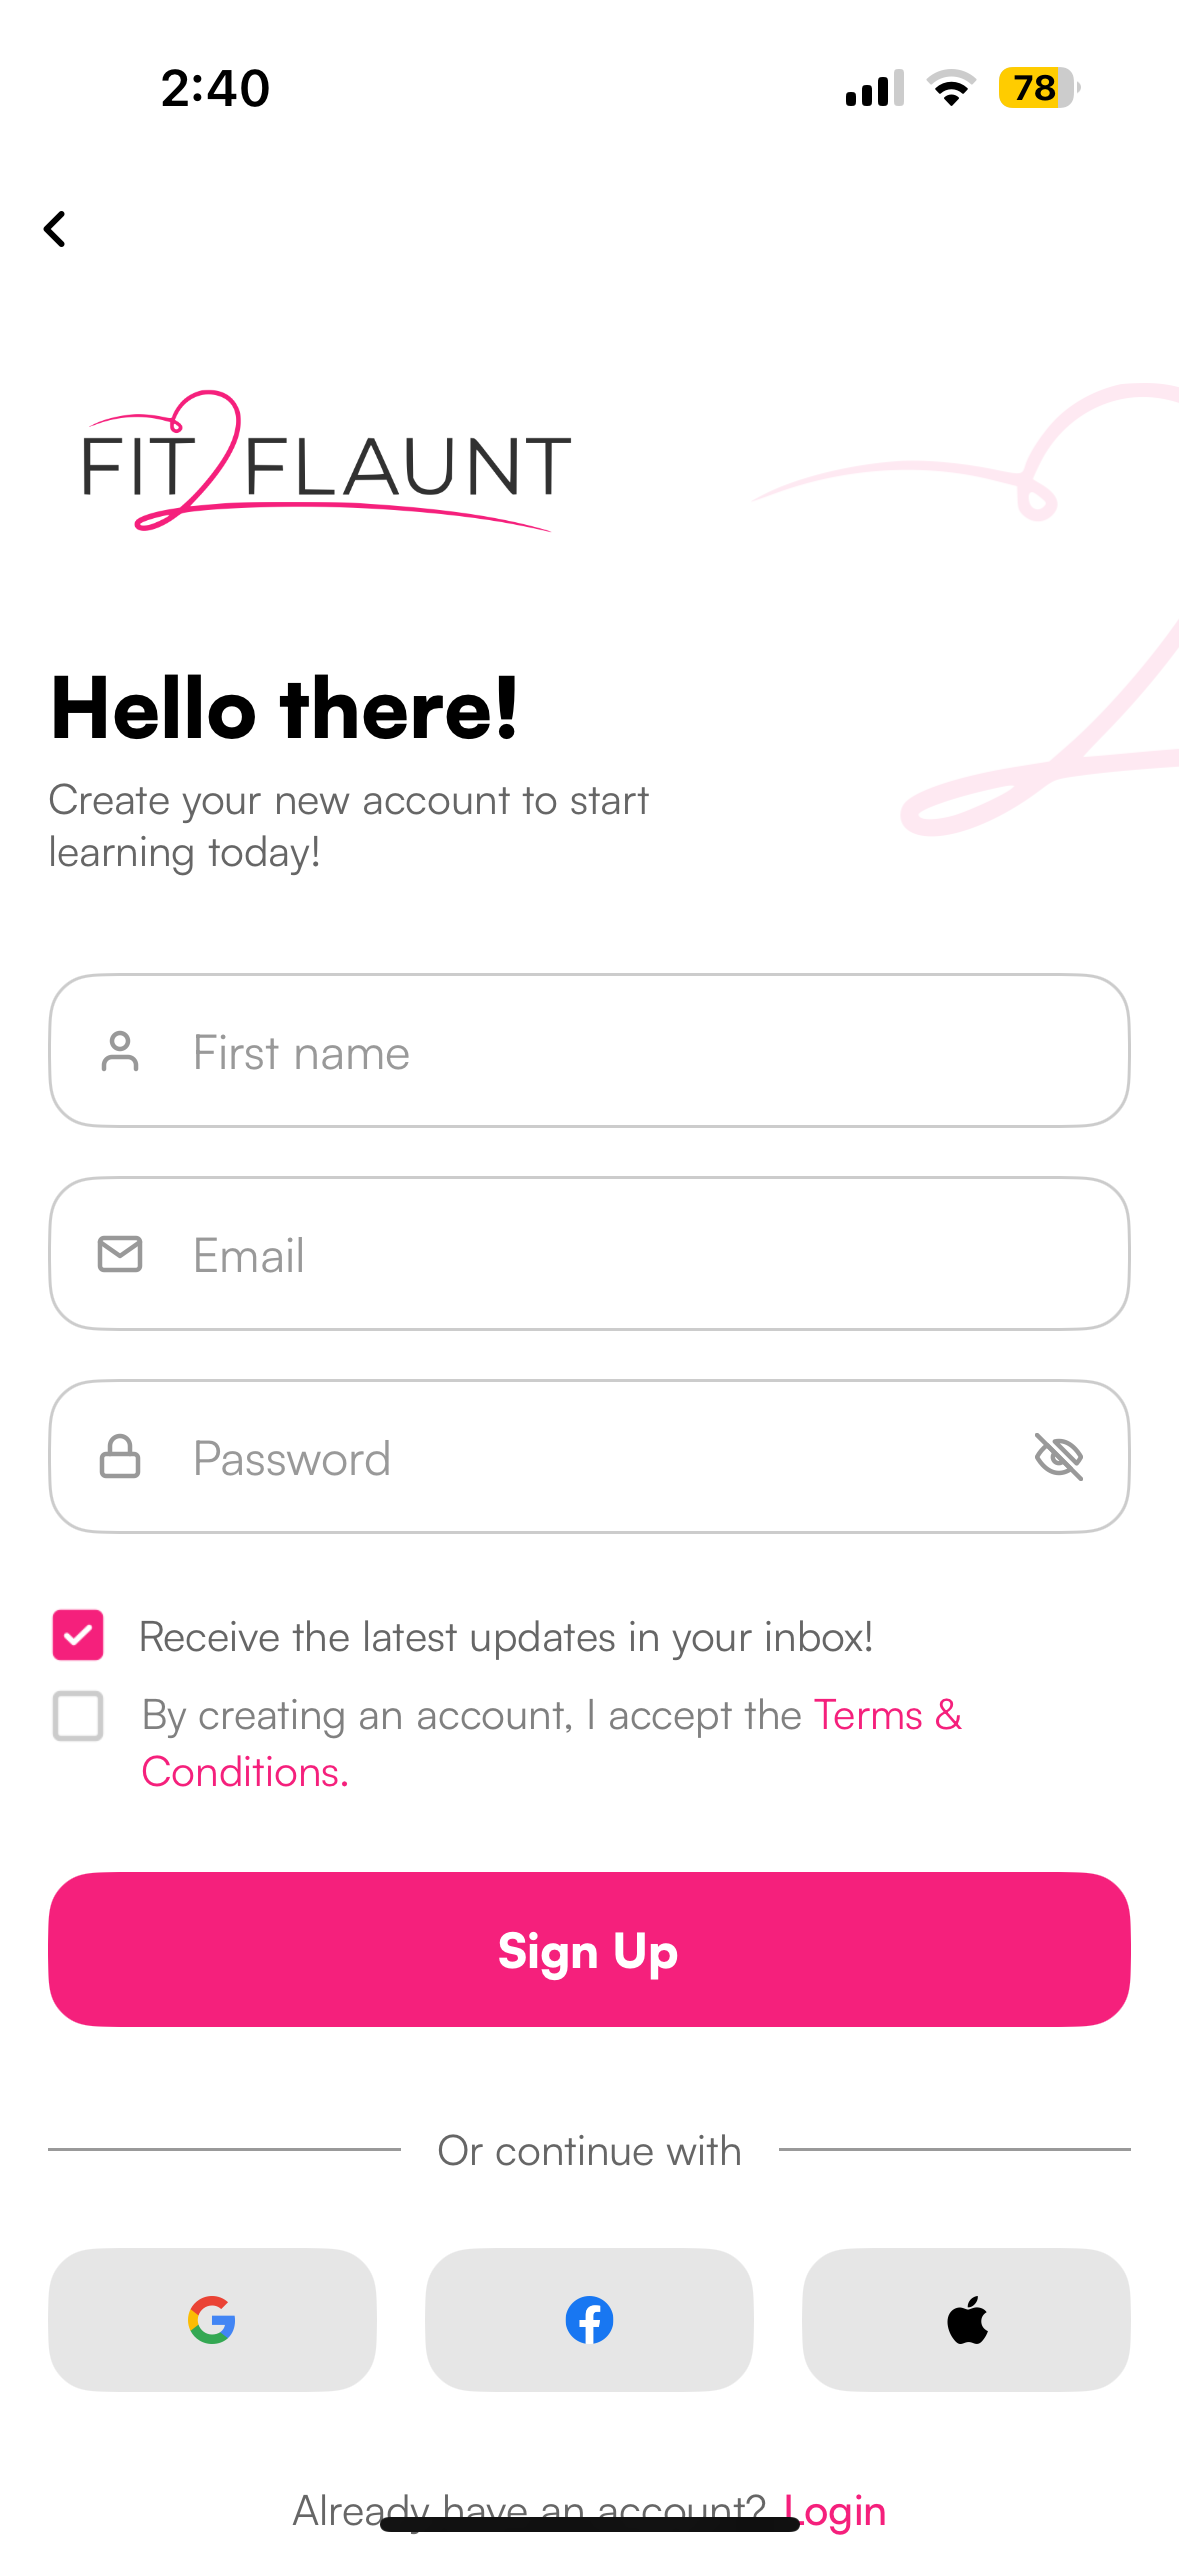 2:40
78
FIT2FLAUNT
Hello there!
Create your new account to start
learning today!
First name
Email
Password
Receive the latest updates in your inbox!
By creating an account, I accept the Terms &
Conditions.
Sign Up
Or continue with
Already have an account? Login